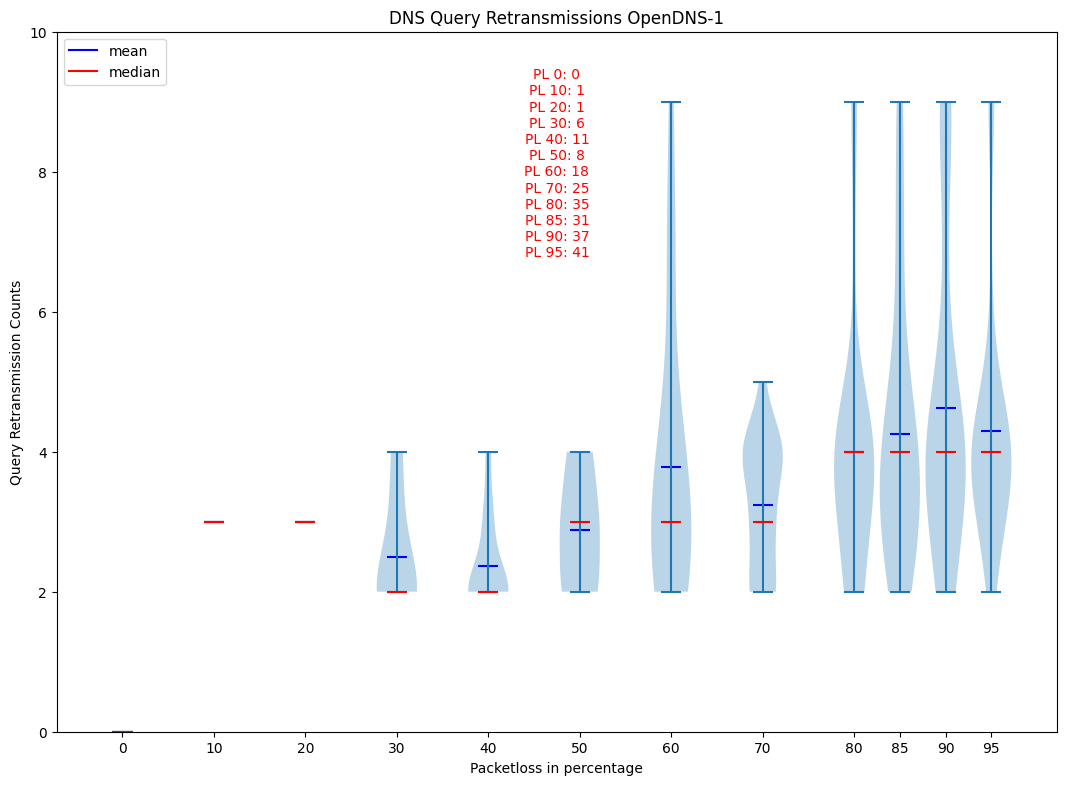 DNS Query Retransmissions OpenDNS-1
mean
median
PL 0: 0
PL 10: 1
PL 20: 1
PL 30: 6
PL 40: 11
PL 50: 8
PL 60: 18
PL 70: 25
PL 80: 35
PL 85: 31
PL 90: 37
PL 95: 41
Query Retransmission Counts
10
8
6
4
2
0
0 10 20 30 40 50 60 70 80 85 90 95
Packetloss in percentage